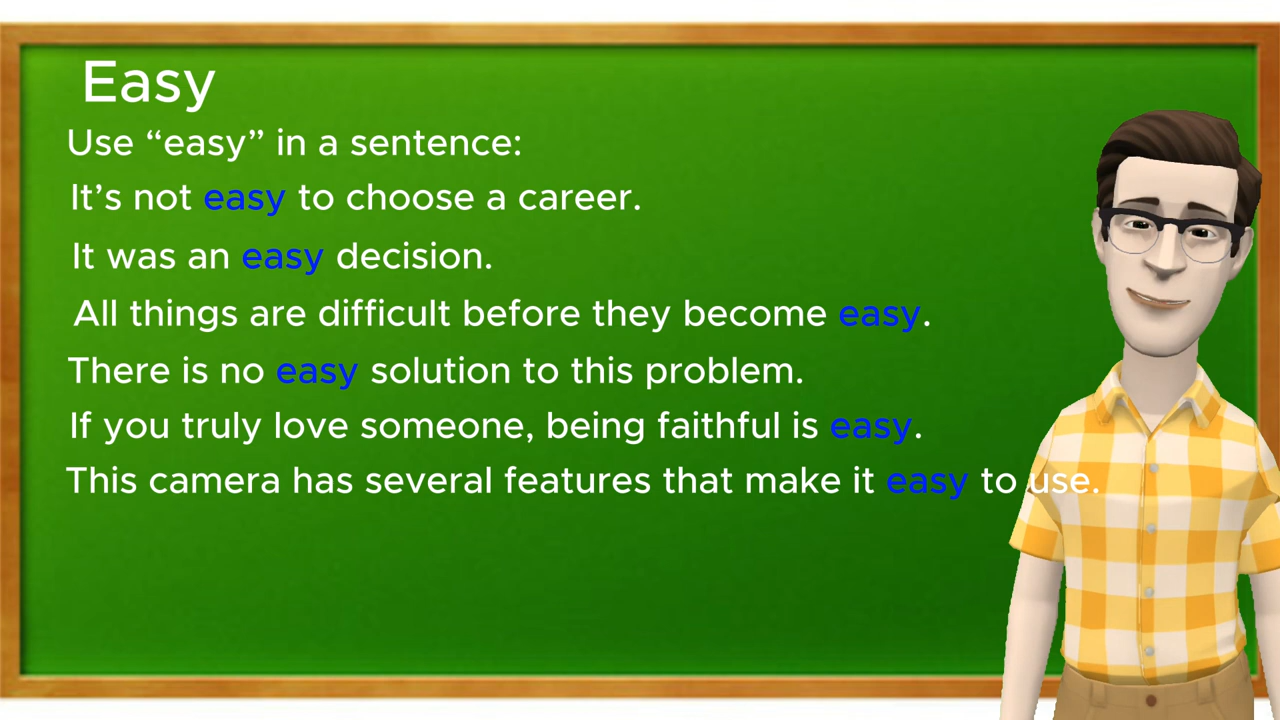 Easy
Use “easy” in a sentence:
It’s not easy to choose a career.
It was an easy decision.
All things are difficult before they become easy.
There is no easy solution to this problem.
If you truly love someone, being faithful is easy.
This camera has several features that make it easy to use.